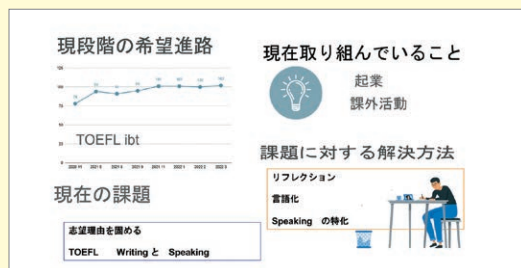 現段階の希望進路
TOEFL ibt
現在の課題
志望理由を固める
TOEFL Writing と Speaking
現在取り組んでいること
起業
課外活動
課題に対する解決方法
リフレクション
言語化
Speaking の特化